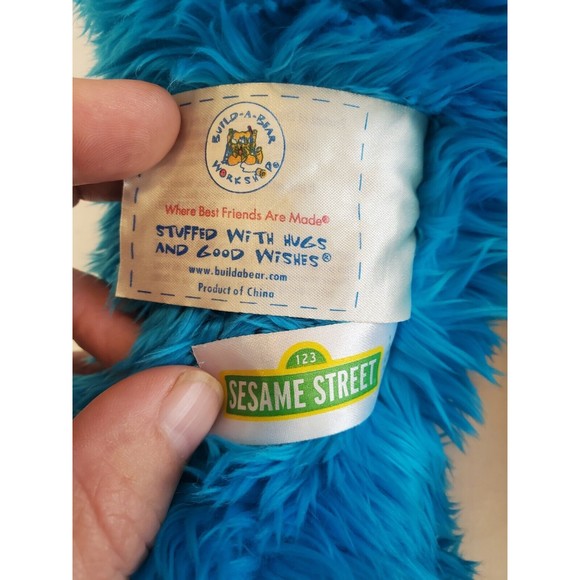 BUILD-A-BEAR
WORKSHOP®
Where Best Friends Are Made®
STUFFED WITH HUGS
AND GOOD WISHES®
www.buildabear.com
Product of China
123
SESAME STREET